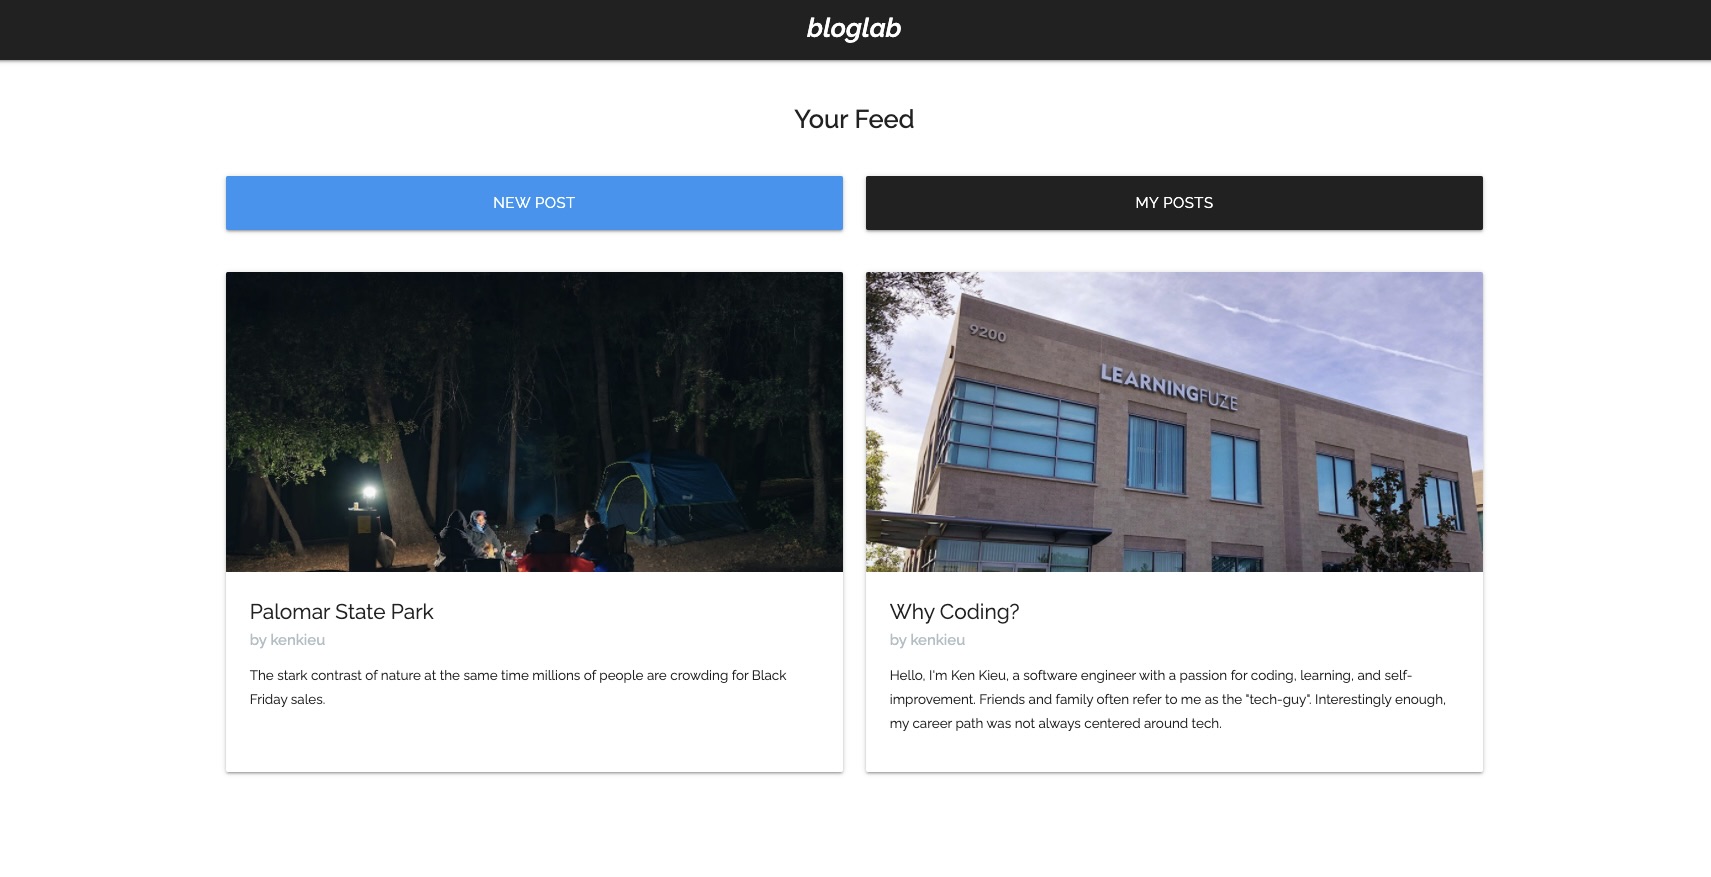 bloglab
Your Feed
NEW POST
MY POSTS
9200
LEARNINGFUZE
Palomar State Park
by kenkieu
The stark contrast of nature at the same time millions of people are crowding for Black
Friday sales.
Why Coding?
by kenkieu
Hello, I'm Ken Kieu, a software engineer with a passion for coding, learning, and self-
improvement. Friends and family often refer to me as the "tech-guy". Interestingly enough,
my career path was not always centered around tech.